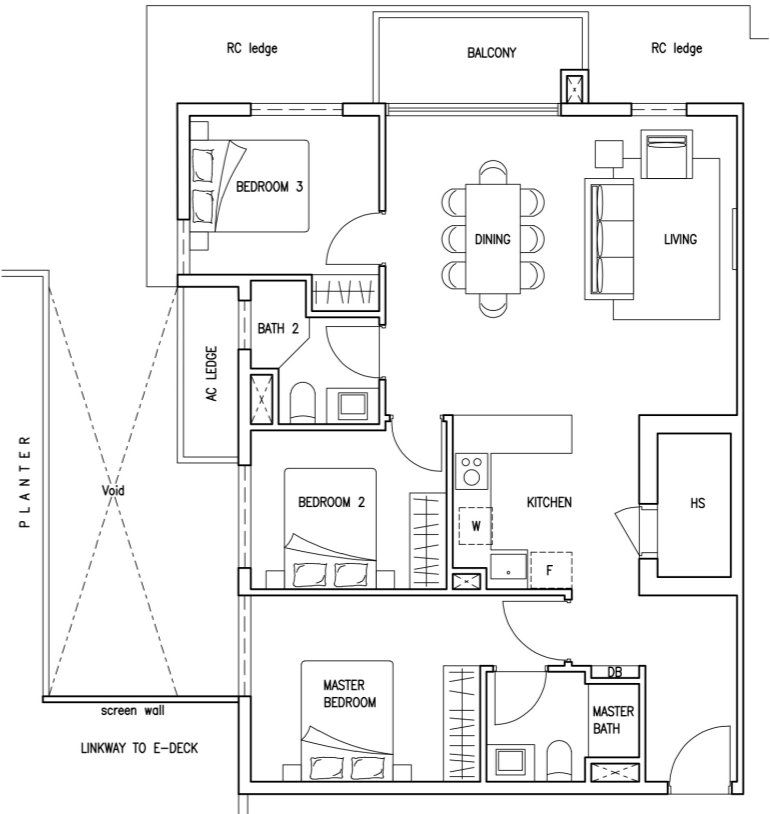 RC ledge
BALCONY
RC ledge
BEDROOM 3
DINING
LIVING
BATH 2
AC LEDGE
PLANTER
Void
BEDROOM 2
KITCHEN
HS
W
F
DB
MASTER
BEDROOM
MASTER
BATH
screen wall
LINKWAY TO E-DECK